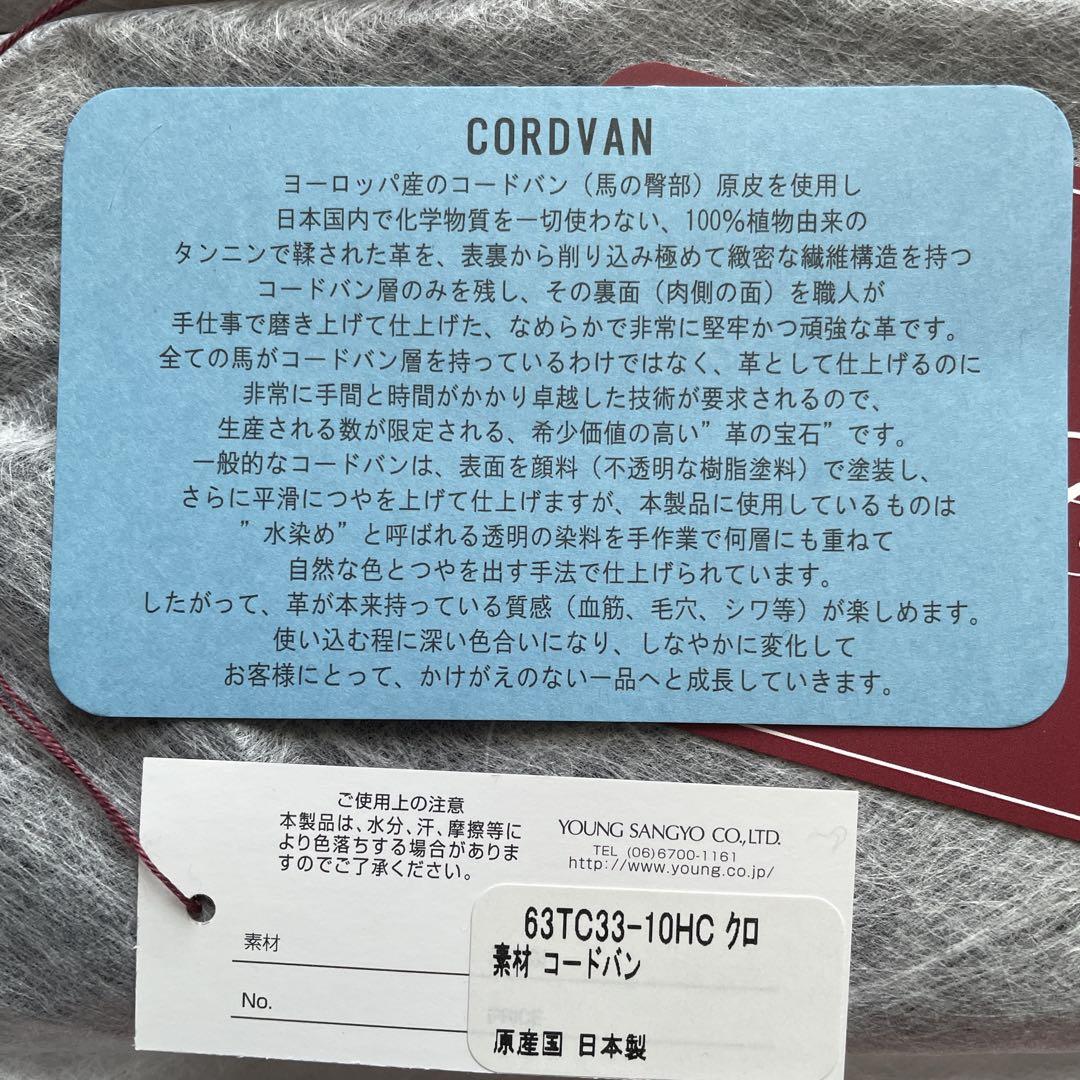 CORDVAN
ヨーロッパ産のコードバン（馬の臀部）原皮を使用し
日本国内で化学物質を一切使わない、100%植物由来の
タンニンで鞣された革を、表裏から削り込み極めて緻密な繊維構造を持つ
コードバン層のみを残し、その裏面（肉側の面）を職人が
手仕事で磨き上げて仕上げた、なめらかで非常に堅牢かつ頑強な革です。
全ての馬がコードバン層を持っているわけではなく、革として仕上げるのに
非常に手間と時間がかかり卓越した技術が要求されるので、
生産される数が限定される、希少価値の高い”革の宝石”です。
一般的なコードバンは、表面を顔料（不透明な樹脂塗料）で塗装し、
さらに平滑につやを上げて仕上げますが、本製品に使用しているものは
”水染め”と呼ばれる透明の染料を手作業で何層にも重ねて
自然な色とつやを出す手法で仕上げられています。
したがって、革が本来持っている質感（血筋、毛穴、シワ等）が楽しめます。
使い込む程に深い色合いになり、しなやかに変化して
お客様にとって、かけがえのない一品へと成長していきます。
ご使用上の注意
本製品は、水分、汗、摩擦等に
より色落ちする場合がありま
すのでご了承ください。
YOUNG SANGYO CO.,LTD.
TEL (06)6700-1161
http://www.young.co.jp/
素材
No.
63TC33-10HC クロ
素材 コードバン
原産国 日本製